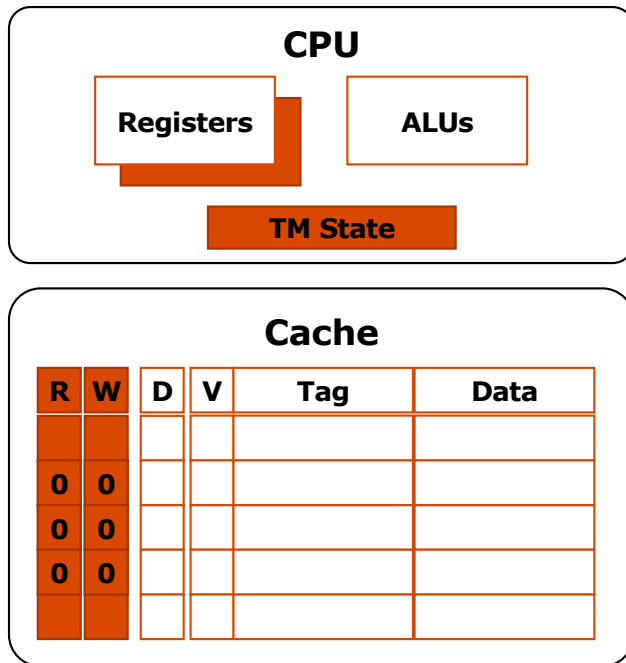 CPU
Registers ALUs
TM State
Cache
R W D V Tag Data
0 0
0 0
0 0